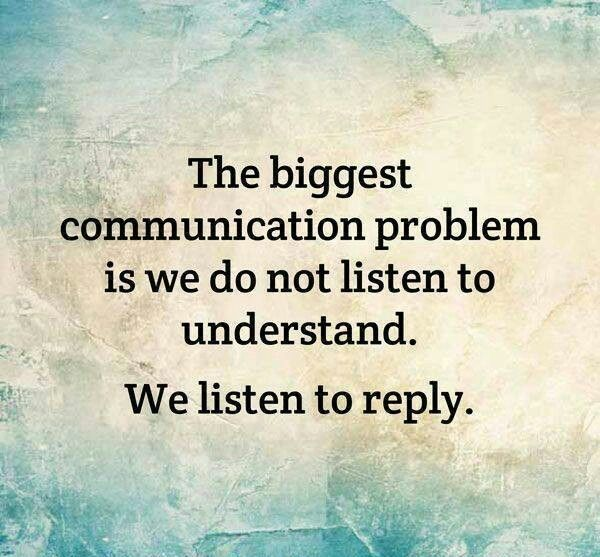 The biggest
communication problem
is we do not listen to
understand.
We listen to reply.